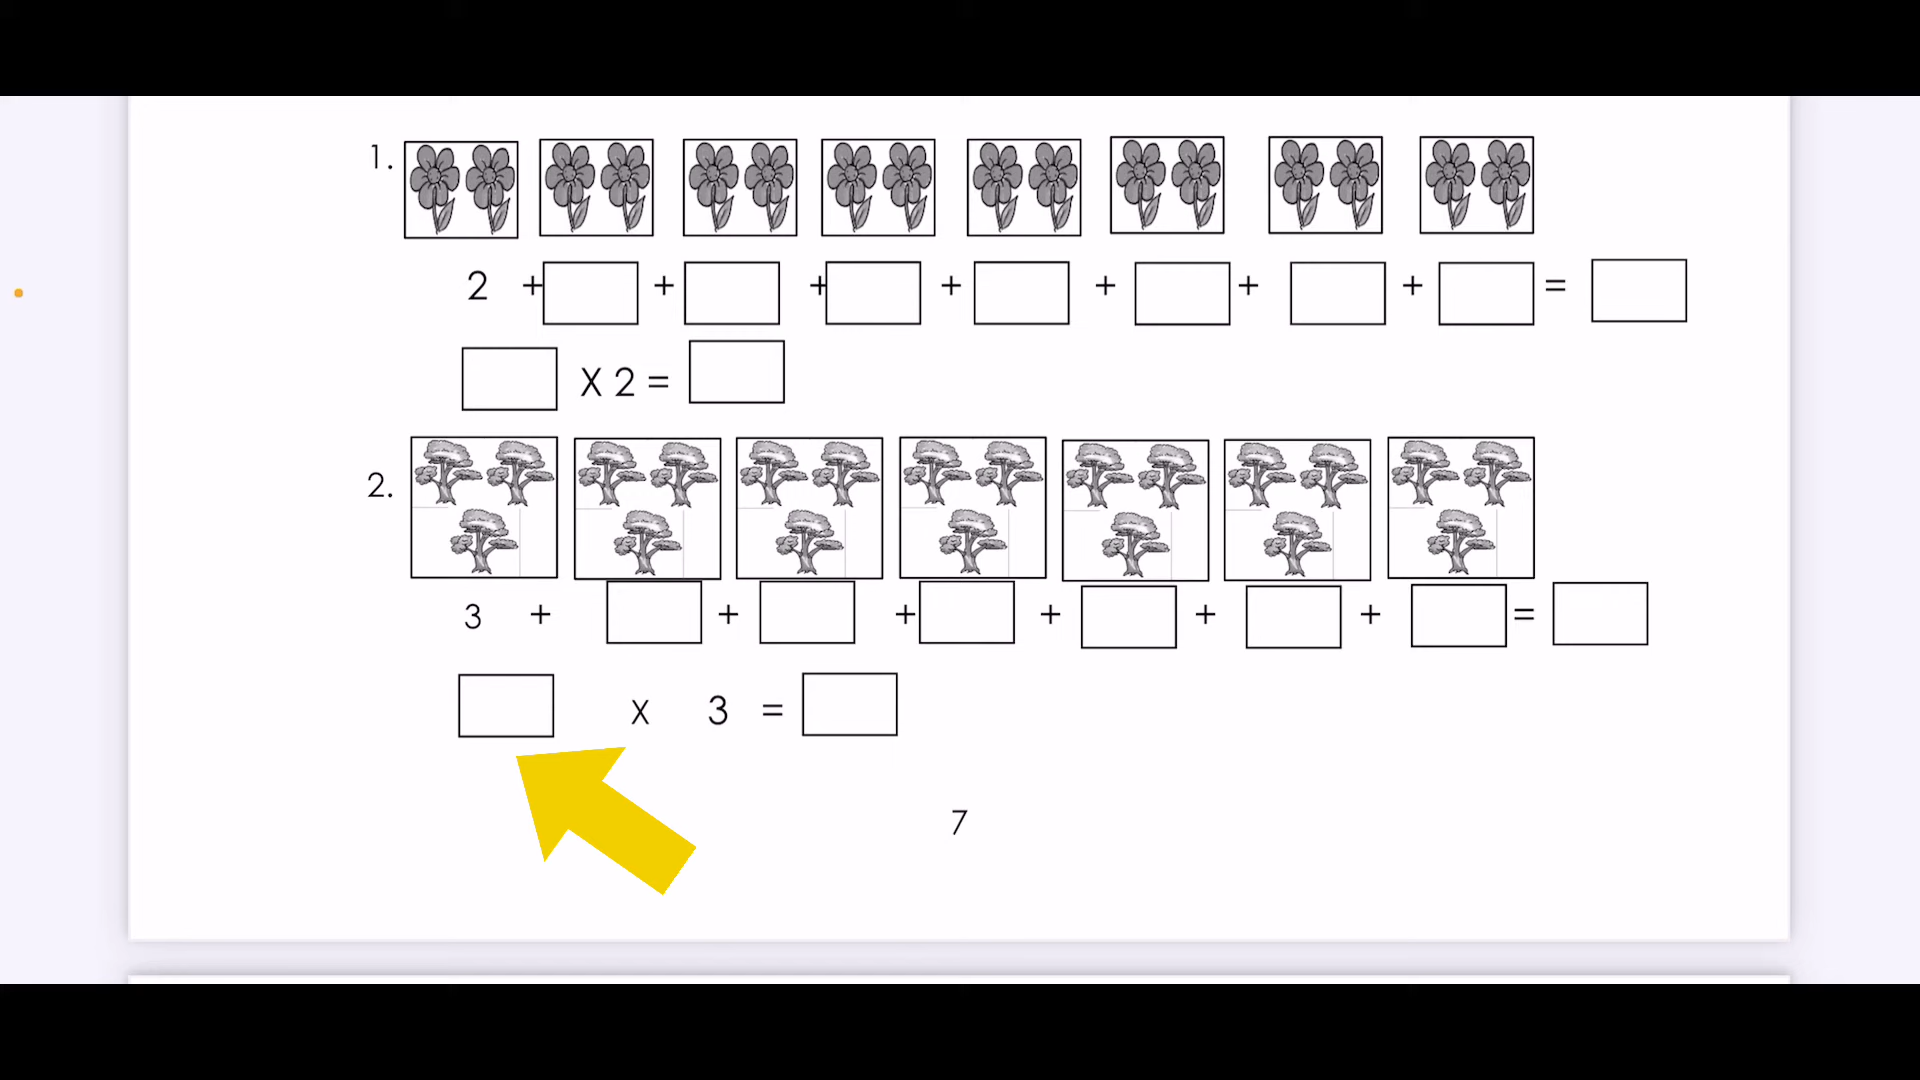 1.
2 + + + + + + + =
X 2 =
2.
3 + + + + + + =
x 3 =
7